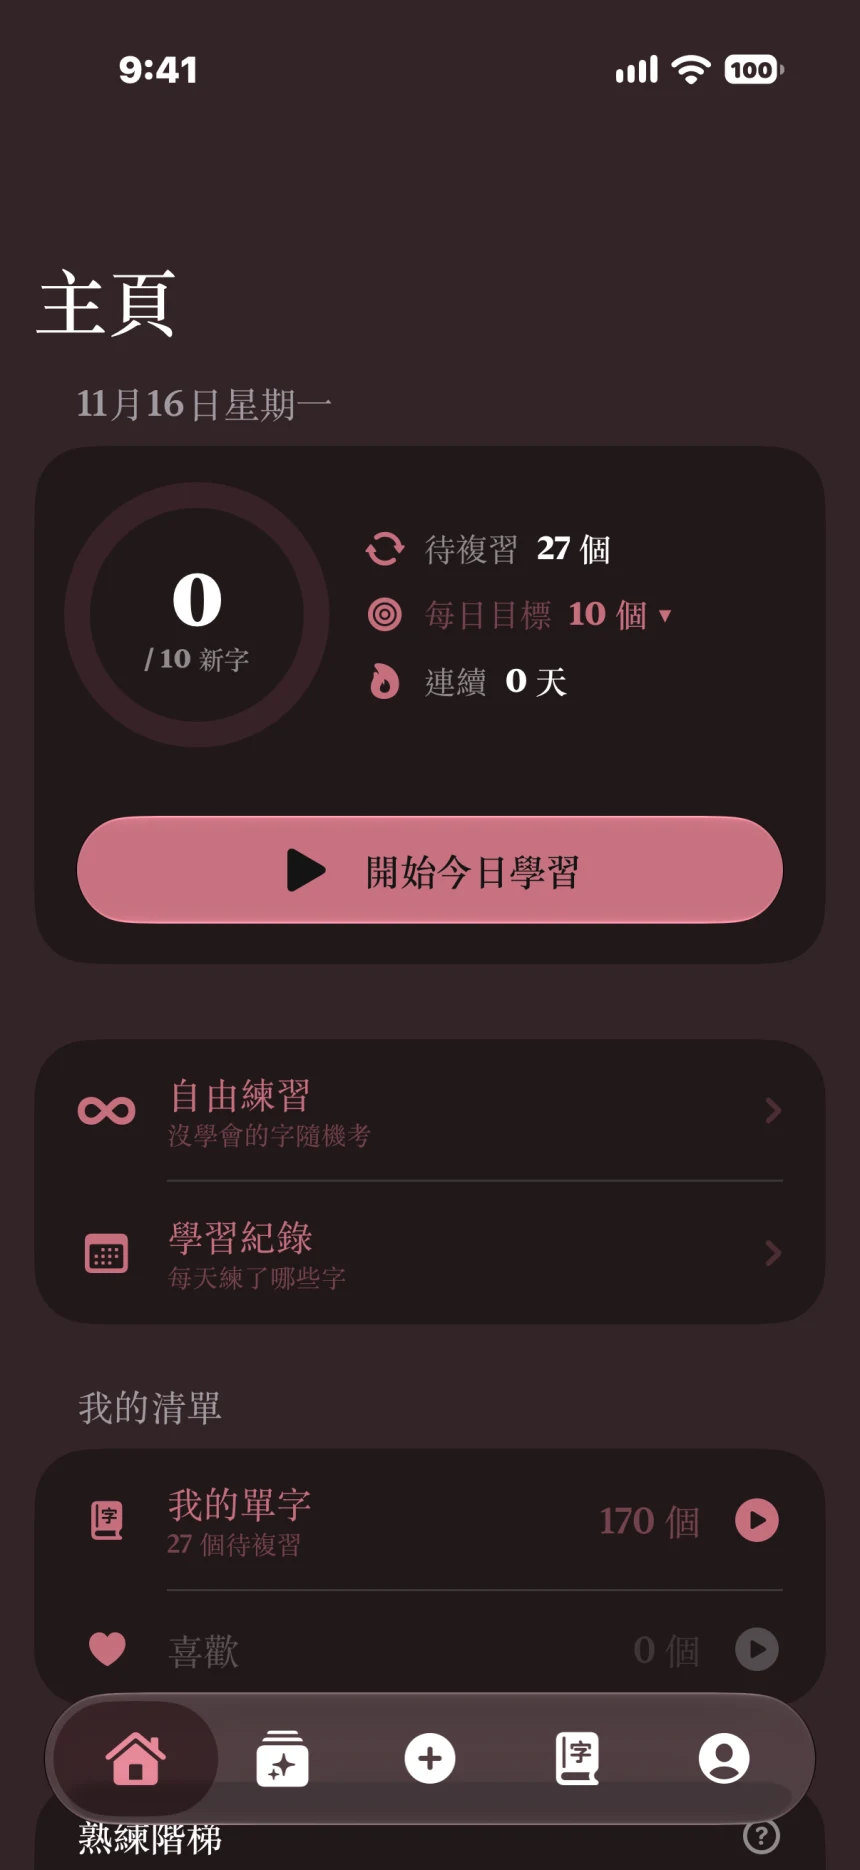 9:41
100
主頁
11月16日星期一
0
/ 10 新字
待複習 27 個
每日目標 10 個 ▾
連續 0 天
開始今日學習
自由練習
沒學會的字隨機考
學習紀錄
每天練了哪些字
我的清單
字
我的單字
27 個待複習
170 個
喜歡
0 個
字
熟練階梯
?